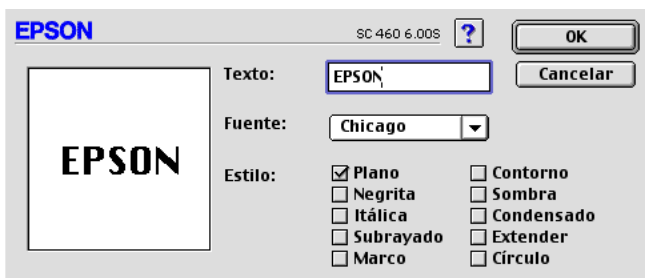 EPSON SC 460 6.00S ? OK
Texto: EPSON Cancelar
Fuente: Chicago
EPSON
Estilo: Plano Contorno
Negrita Sombra
Itálica Condensado
Subrayado Extender
Marco Círculo